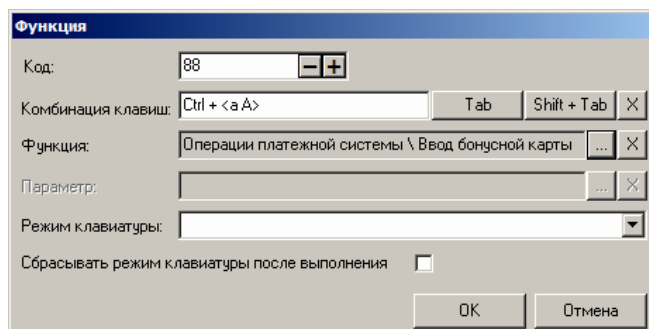 Функция
Код: 88 − +
Комбинация клавиш: Ctrl + <a A> Tab Shift + Tab X
Функция: Операции платежной системы \ Ввод бонусной карты ... X
Параметр: ... X
Режим клавиатуры:
Сбрасывать режим клавиатуры после выполнения
OK Отмена